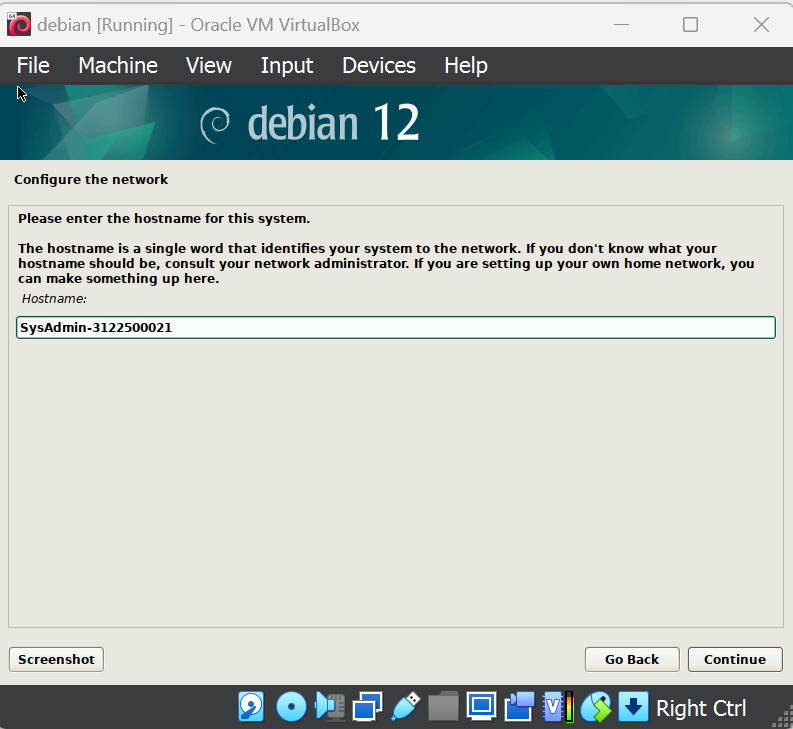 64
debian [Running] - Oracle VM VirtualBox
File Machine View Input Devices Help
debian 12
Configure the network
Please enter the hostname for this system.
The hostname is a single word that identifies your system to the network. If you don't know what your
hostname should be, consult your network administrator. If you are setting up your own home network, you
can make something up here.
Hostname:
SysAdmin-3122500021
Screenshot Go Back Continue
V Right Ctrl